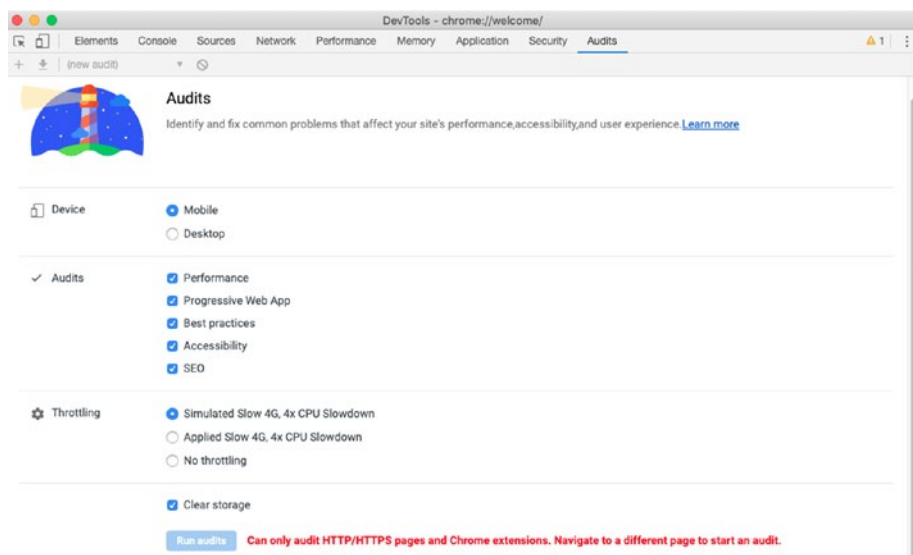 DevTools - chrome://welcome/
Elements Console Sources Network Performance Memory Application Security Audits 1
(new audit)
Audits
Identify and fix common problems that affect your site's performance,accessibility,and user experience.Learn more
Device Mobile
Desktop
Audits Performance
Progressive Web App
Best practices
Accessibility
SEO
Throttling Simulated Slow 4G, 4x CPU Slowdown
Applied Slow 4G, 4x CPU Slowdown
No throttling
Clear storage
Run audits Can only audit HTTP/HTTPS pages and Chrome extensions. Navigate to a different page to start an audit.